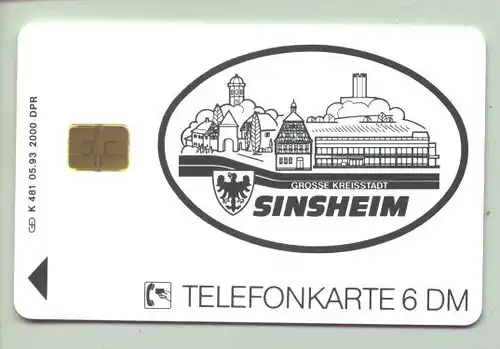 GROSSE KREISSTADT
SINSHEIM
TELEFONKARTE 6 DM
K 481 05.93 2000 DPR